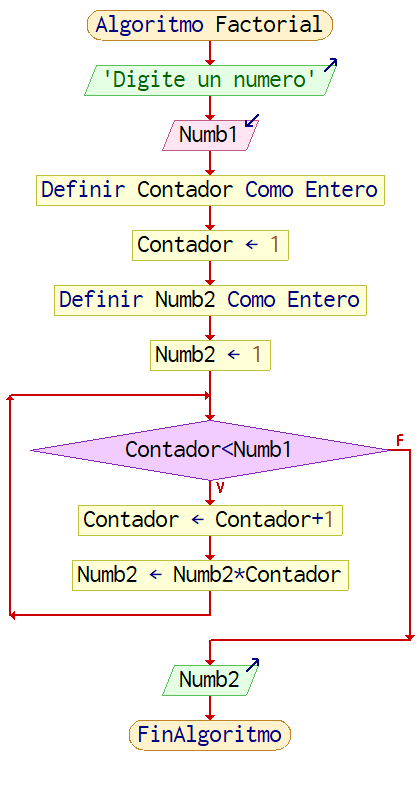 Algoritmo Factorial
'Digite un numero'
Numb1
Definir Contador Como Entero
Contador ← 1
Definir Numb2 Como Entero
Numb2 ← 1
Contador<Numb1
F
V
Contador ← Contador+1
Numb2 ← Numb2*Contador
Numb2
FinAlgoritmo